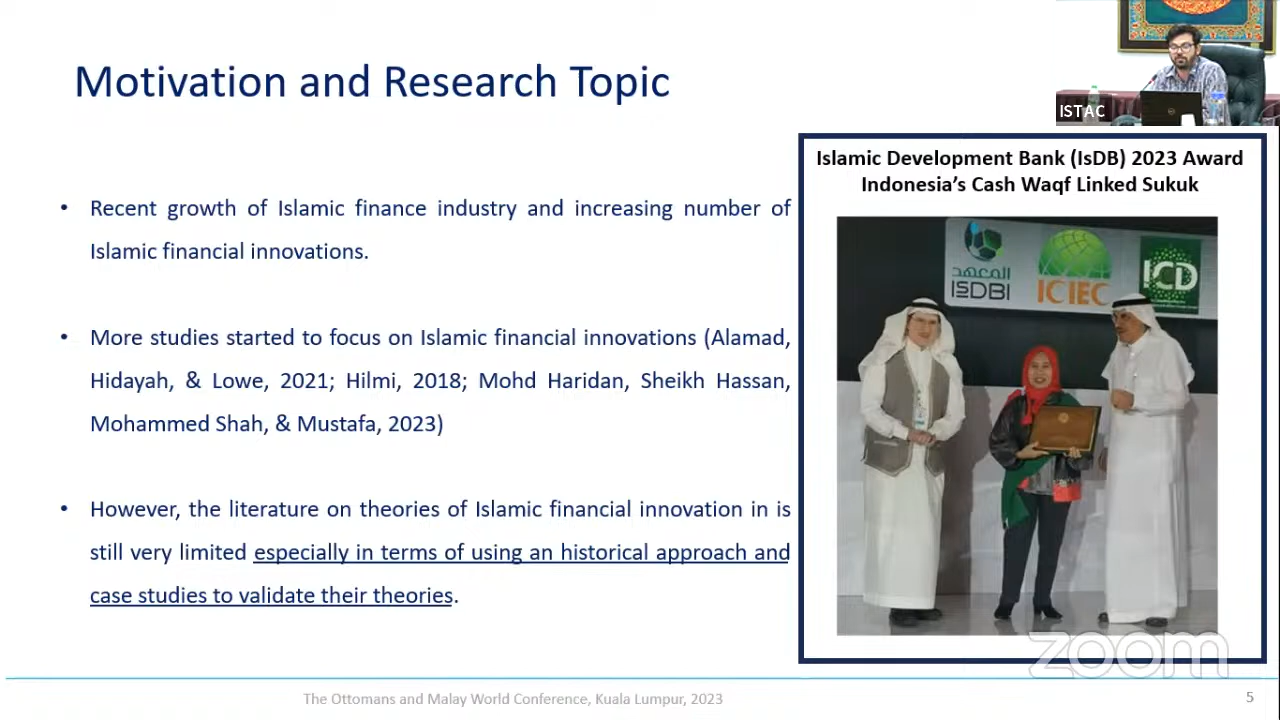 Motivation and Research Topic
ISTAC
• Recent growth of Islamic finance industry and increasing number of
Islamic financial innovations.
• More studies started to focus on Islamic financial innovations (Alamad,
Hidayah, & Lowe, 2021; Hilmi, 2018; Mohd Haridan, Sheikh Hassan,
Mohammed Shah, & Mustafa, 2023)
• However, the literature on theories of Islamic financial innovation in is
still very limited especially in terms of using an historical approach and
case studies to validate their theories.
Islamic Development Bank (IsDB) 2023 Award
Indonesia’s Cash Waqf Linked Sukuk
المعهد
ISDBI
ICIEC
ICD
zoom
The Ottomans and Malay World Conference, Kuala Lumpur, 2023
5